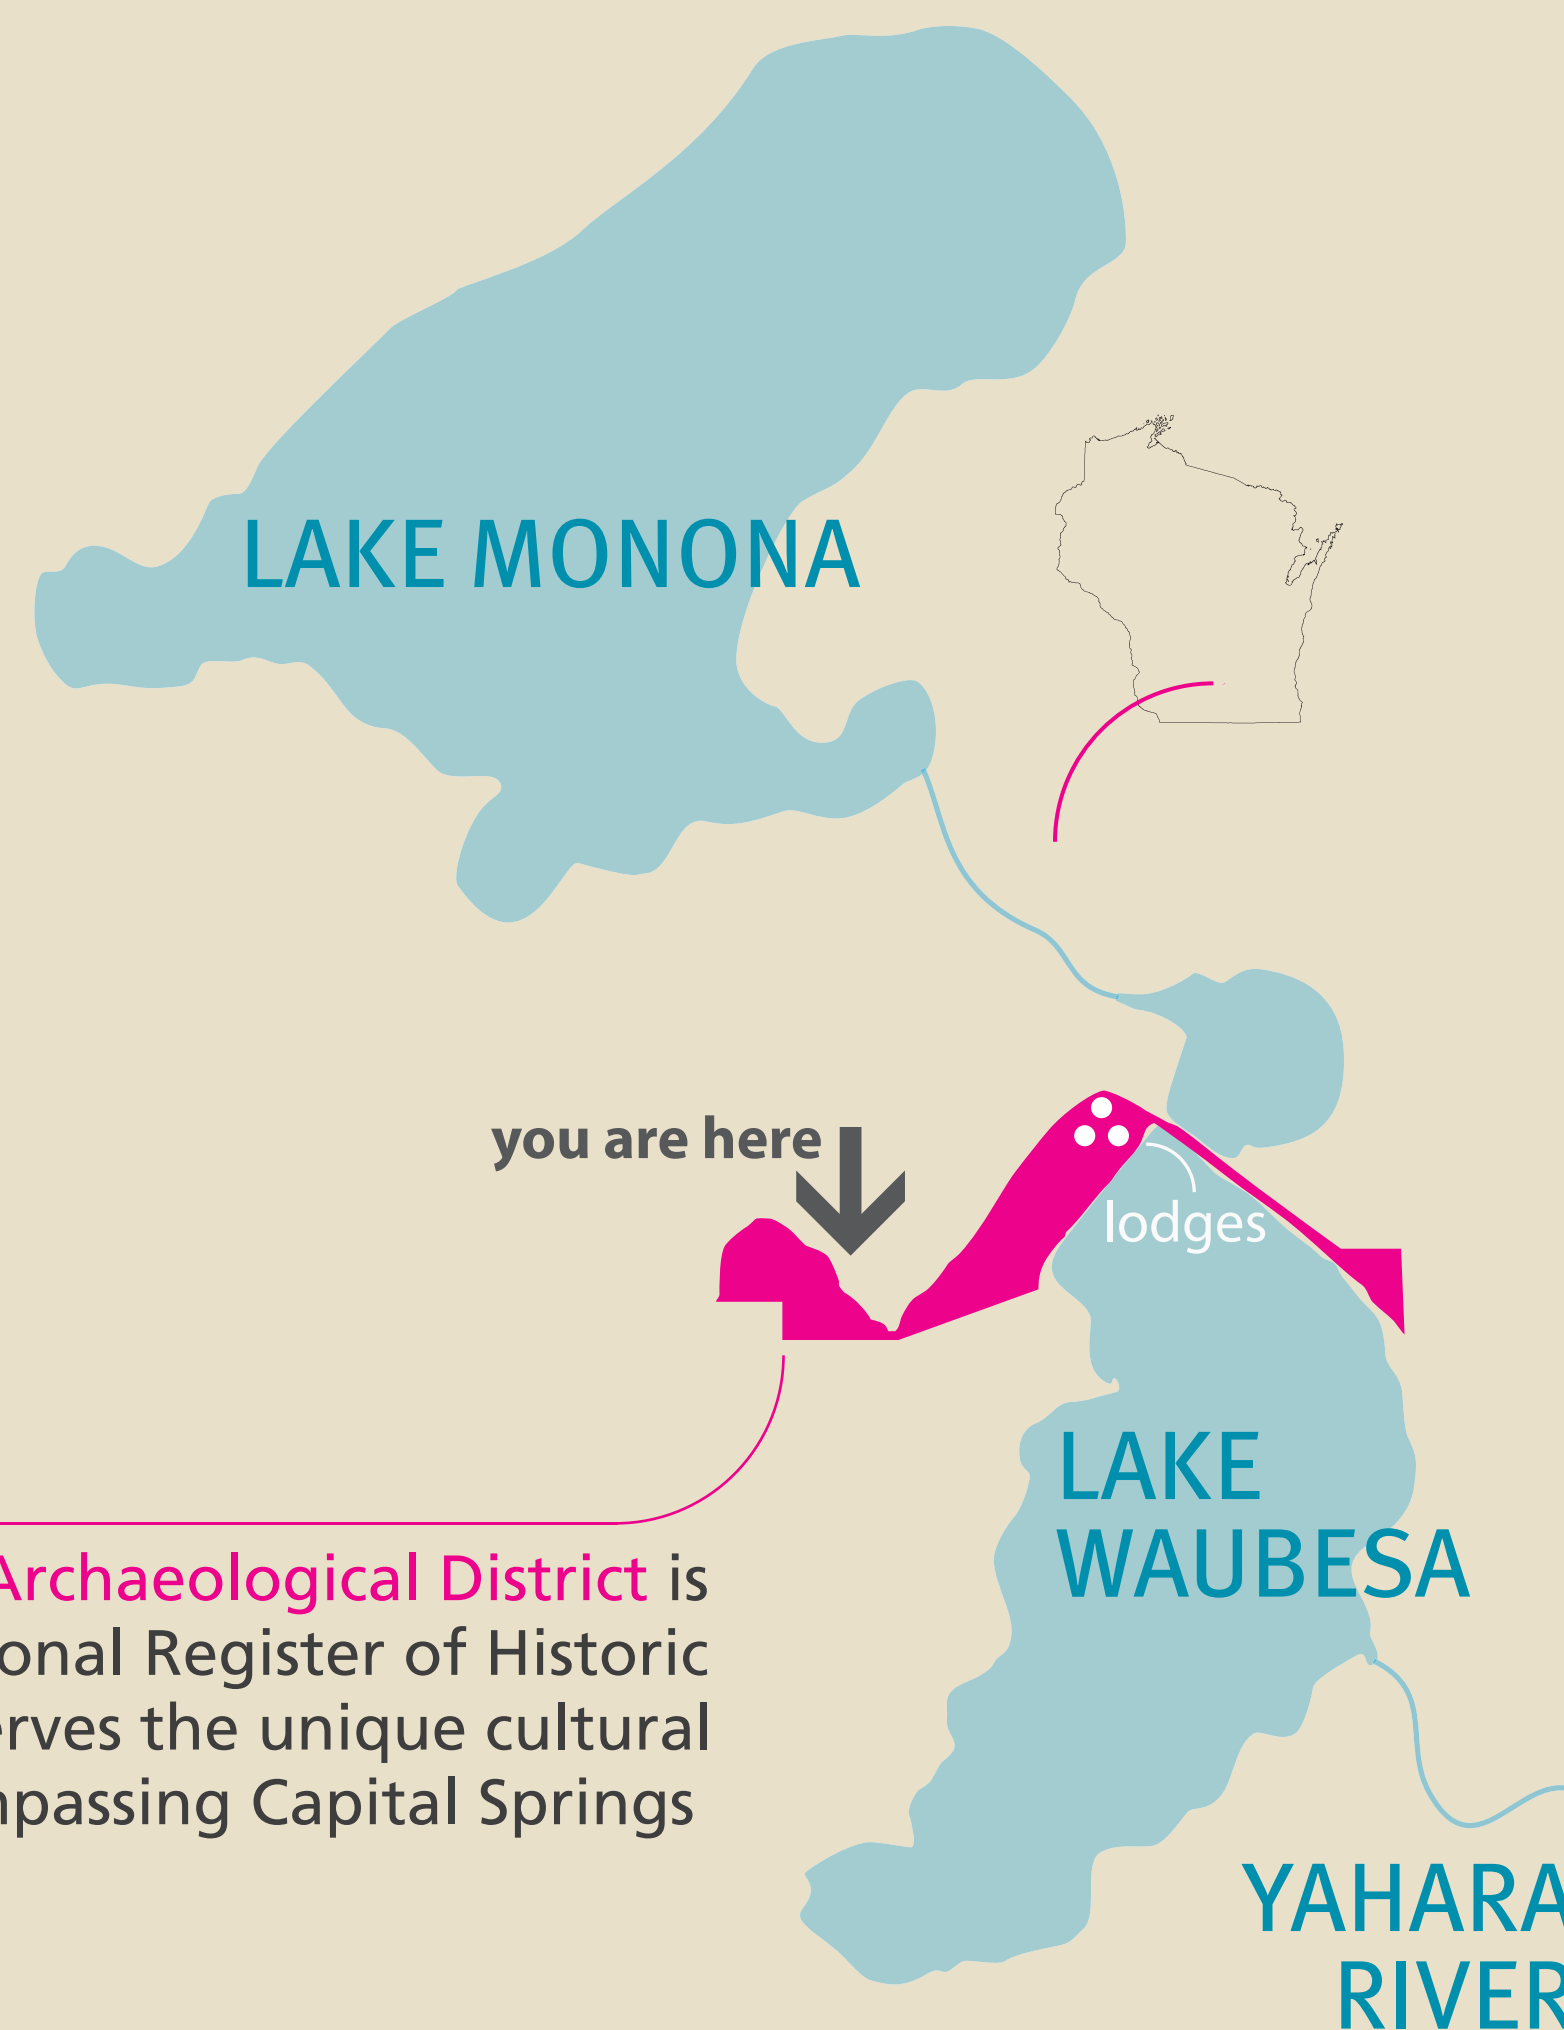 LAKE MONONA
you are here
lodges
LAKE
WAUBESA
Archaeological District is
onal Register of Historic
erves the unique cultural
npassing Capital Springs
YAHARA
RIVER